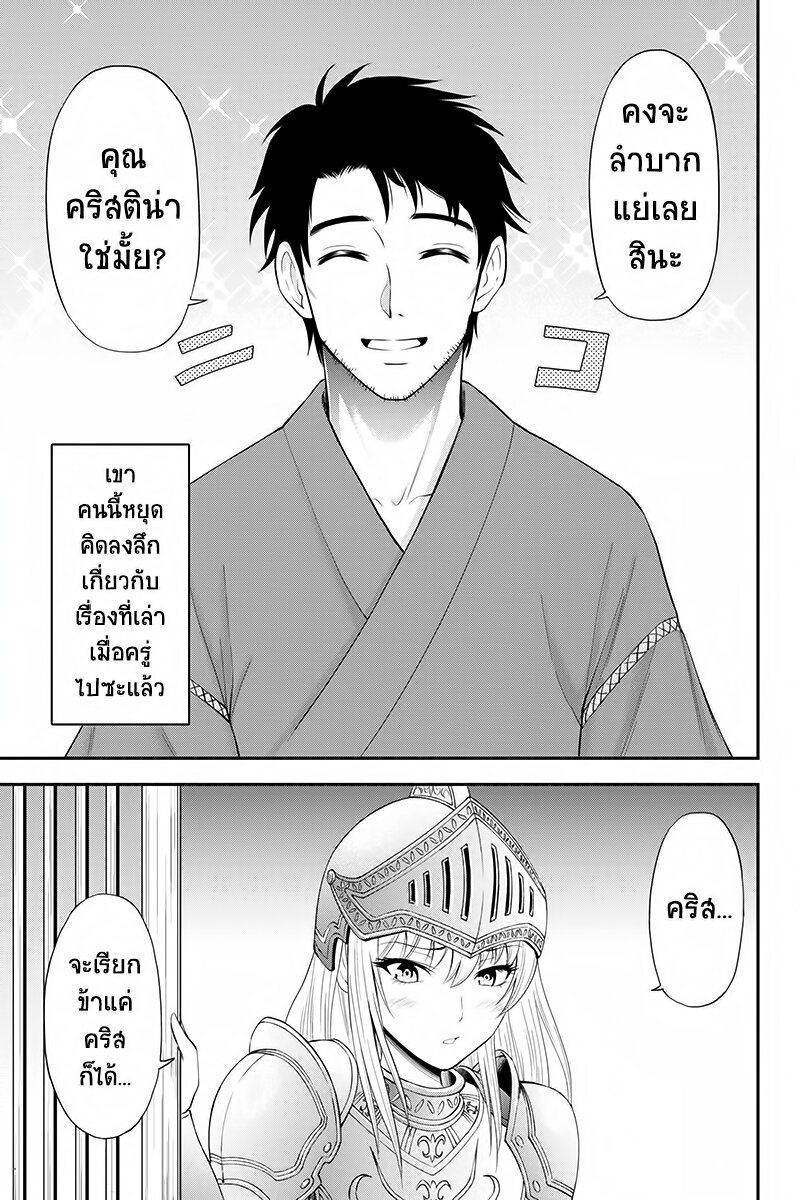 คงจะ
ลำบาก
แย่เลย
สินะ
คุณ
คริสติน่า
ใช่มั้ย?
ニコ
เขา
คนนี้หยุด
คิดลงลึก
เกี่ยวกับ
เรื่องที่เล่า
เมื่อครู่
ไปซะแล้ว
คริส...
จะเรียก
ข้าแค่
คริส
ก็ได้...